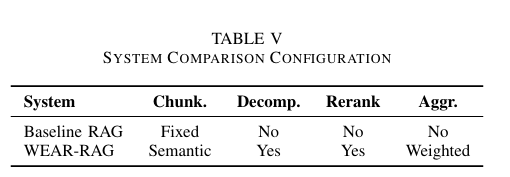 TABLE V
SYSTEM COMPARISON CONFIGURATION
System Chunk. Decomp. Rerank Aggr.
Baseline RAG Fixed No No No
WEAR-RAG Semantic Yes Yes Weighted